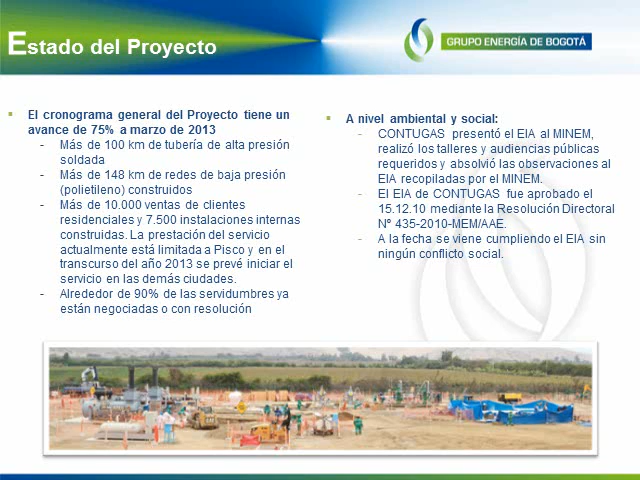 Estado del Proyecto
GRUPO ENERGÍA DE BOGOTÁ
▪ El cronograma general del Proyecto tiene un
avance de 75% a marzo de 2013
- Más de 100 km de tubería de alta presión
soldada
- Más de 148 km de redes de baja presión
(polietileno) construidos
- Más de 10.000 ventas de clientes
residenciales y 7.500 instalaciones internas
construidas. La prestación del servicio
actualmente está limitada a Pisco y en el
transcurso del año 2013 se prevé iniciar el
servicio en las demás ciudades.
- Alrededor de 90% de las servidumbres ya
están negociadas o con resolución
▪ A nivel ambiental y social:
- CONTUGAS presentó el EIA al MINEM,
realizó los talleres y audiencias públicas
requeridos y absolvió las observaciones al
EIA recopiladas por el MINEM.
- El EIA de CONTUGAS fue aprobado el
15.12.10 mediante la Resolución Directoral
Nº 435-2010-MEM/AAE.
- A la fecha se viene cumpliendo el EIA sin
ningún conflicto social.